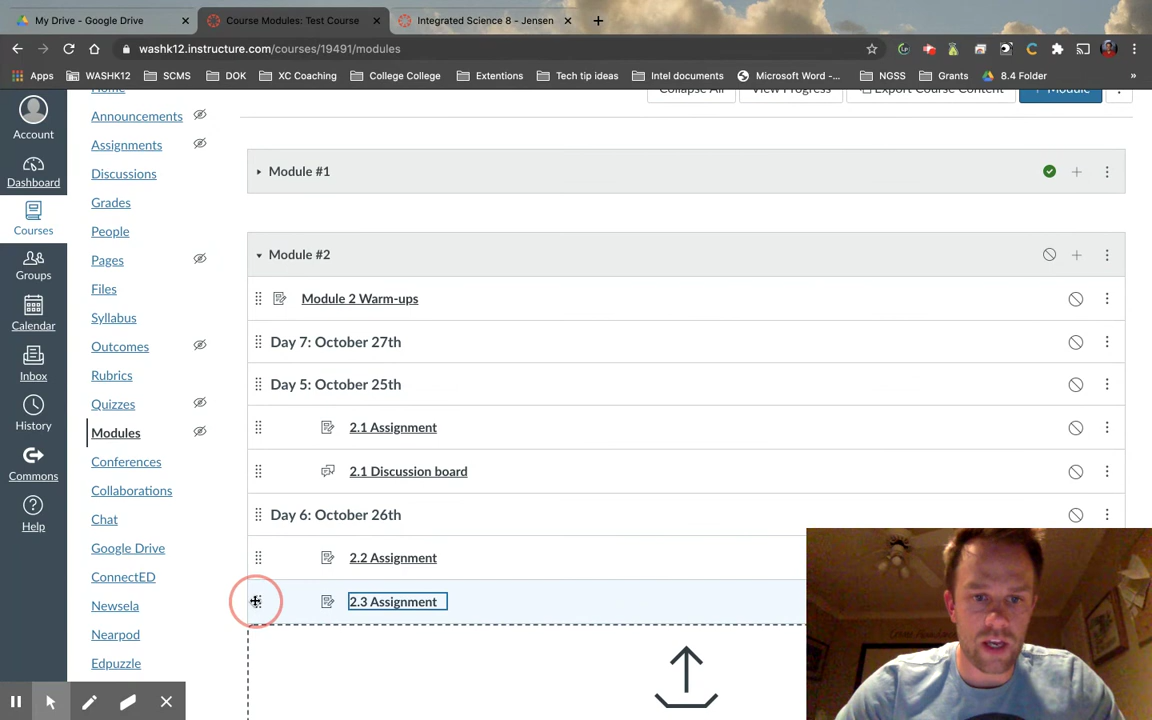 My Drive - Google Drive
Course Modules: Test Course
Integrated Science 8 - Jensen
washk12.instructure.com/courses/19491/modules
Apps
WASHK12
SCMS
DOK
XC Coaching
College College
Extentions
Tech tip ideas
Intel documents
Microsoft Word -...
NGSS
Grants
8.4 Folder
»
Account
Dashboard
Courses
Groups
Calendar
Inbox
History
Commons
Help
Home
Announcements
Assignments
Discussions
Grades
People
Pages
Files
Syllabus
Outcomes
Rubrics
Quizzes
Modules
Conferences
Collaborations
Chat
Google Drive
ConnectED
Newsela
Nearpod
Edpuzzle
Collapse All
View Progress
Export Course Content
+ Module
Module #1
Module #2
Module 2 Warm-ups
Day 7: October 27th
Day 5: October 25th
2.1 Assignment
2.1 Discussion board
Day 6: October 26th
2.2 Assignment
2.3 Assignment